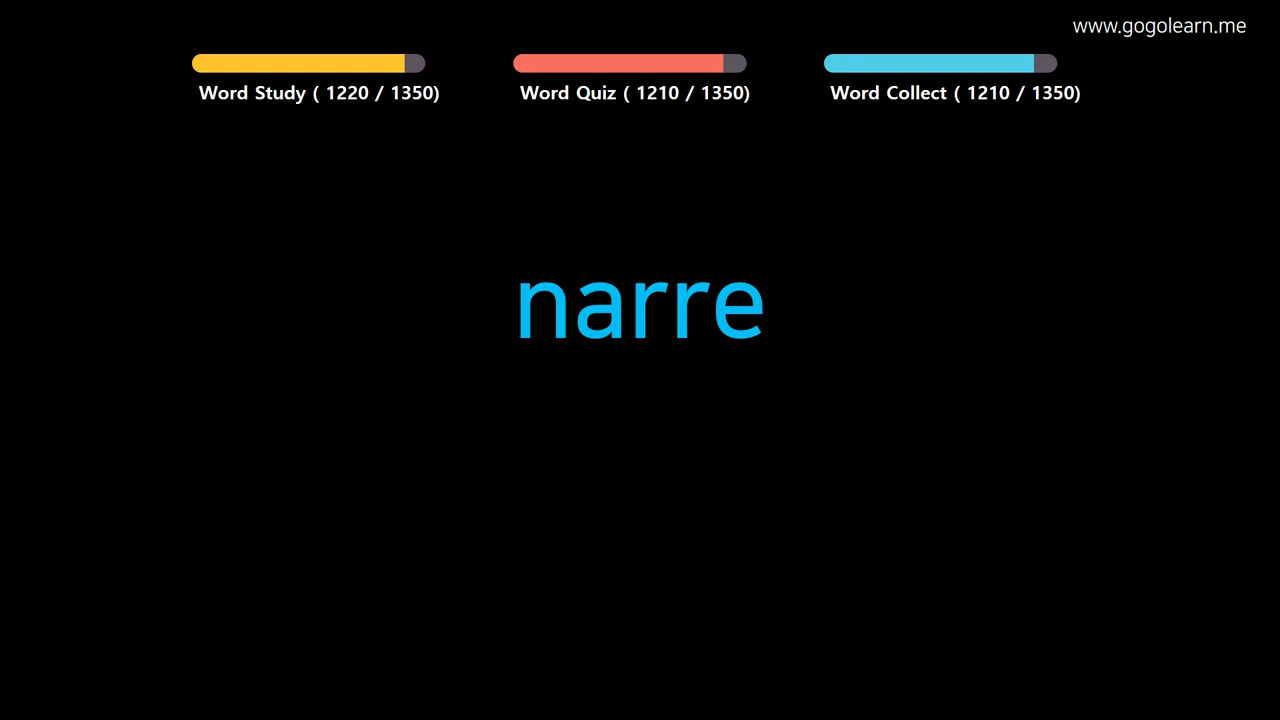 www.gogolearn.me
Word Study ( 1220 / 1350)
Word Quiz ( 1210 / 1350)
Word Collect ( 1210 / 1350)
narre